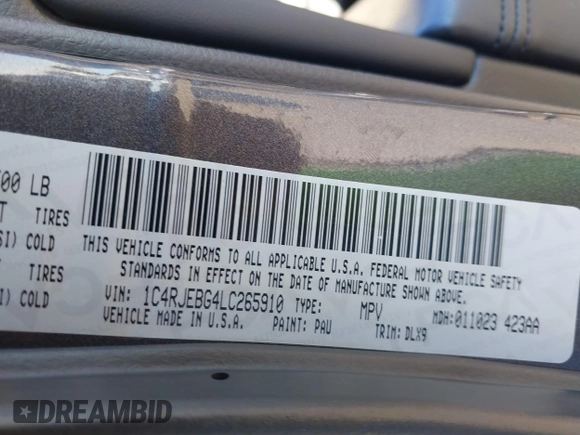 00 LB
TIRES
SI) COLD
TIRES
SI) COLD
THIS VEHICLE CONFORMS TO ALL APPLICABLE U.S.A. FEDERAL MOTOR VEHICLE SAFETY
STANDARDS IN EFFECT ON THE DATE OF MANUFACTURE SHOWN ABOVE.
VIN: 1C4RJEBG4LC265910 TYPE: MPV MDH:011023 423AA
VEHICLE MADE IN U.S.A. PAINT: PAU TRIM: DLX9
DREAMBID